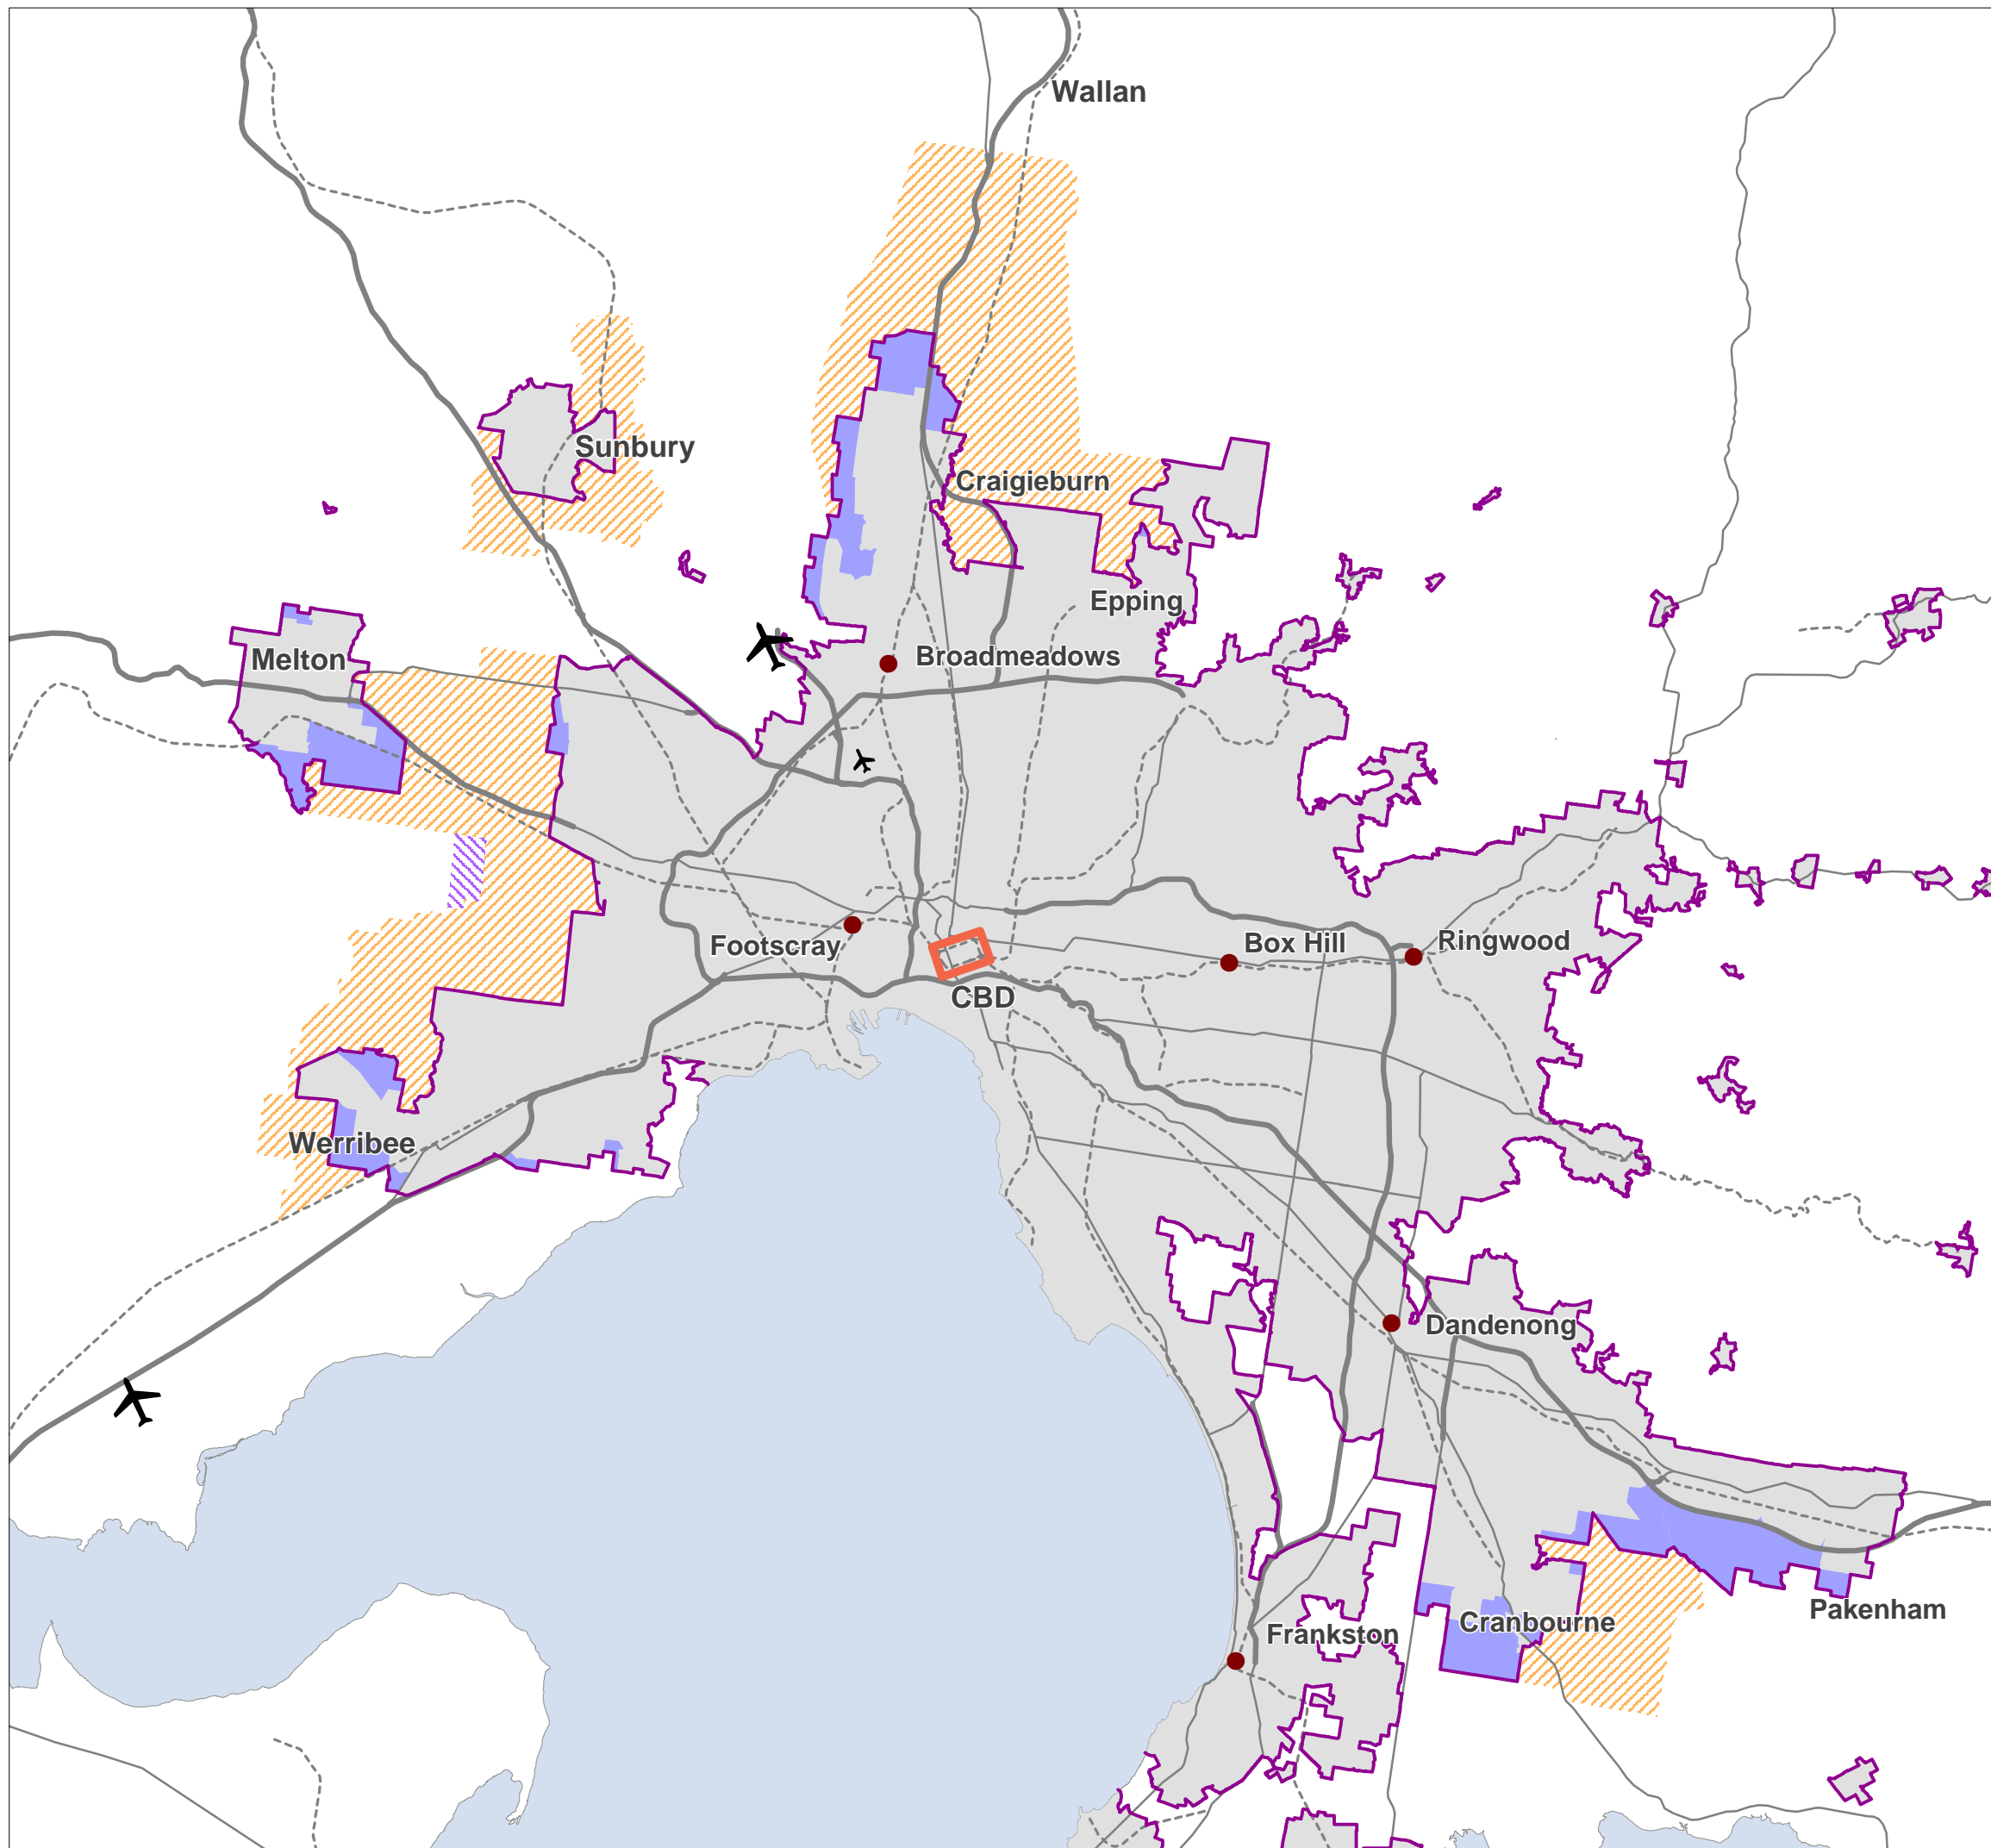 Wallan
Sunbury
Craigieburn
Epping
Melton
Broadmeadows
Footscray
Box Hill
Ringwood
CBD
Werribee
Dandenong
Pakenham
Cranbourne
Frankston